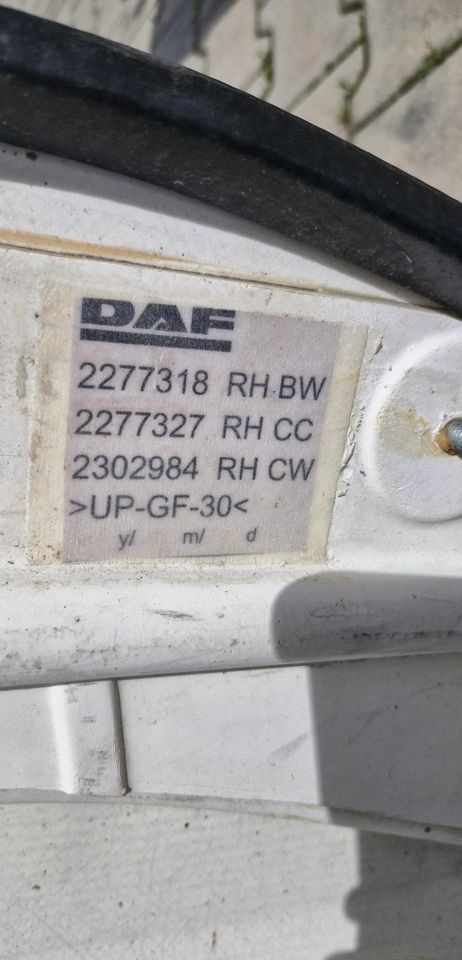 DAF
2277318 RH BW
2277327 RH CC
2302984 RH CW
>UP-GF-30<
y/ m/ d